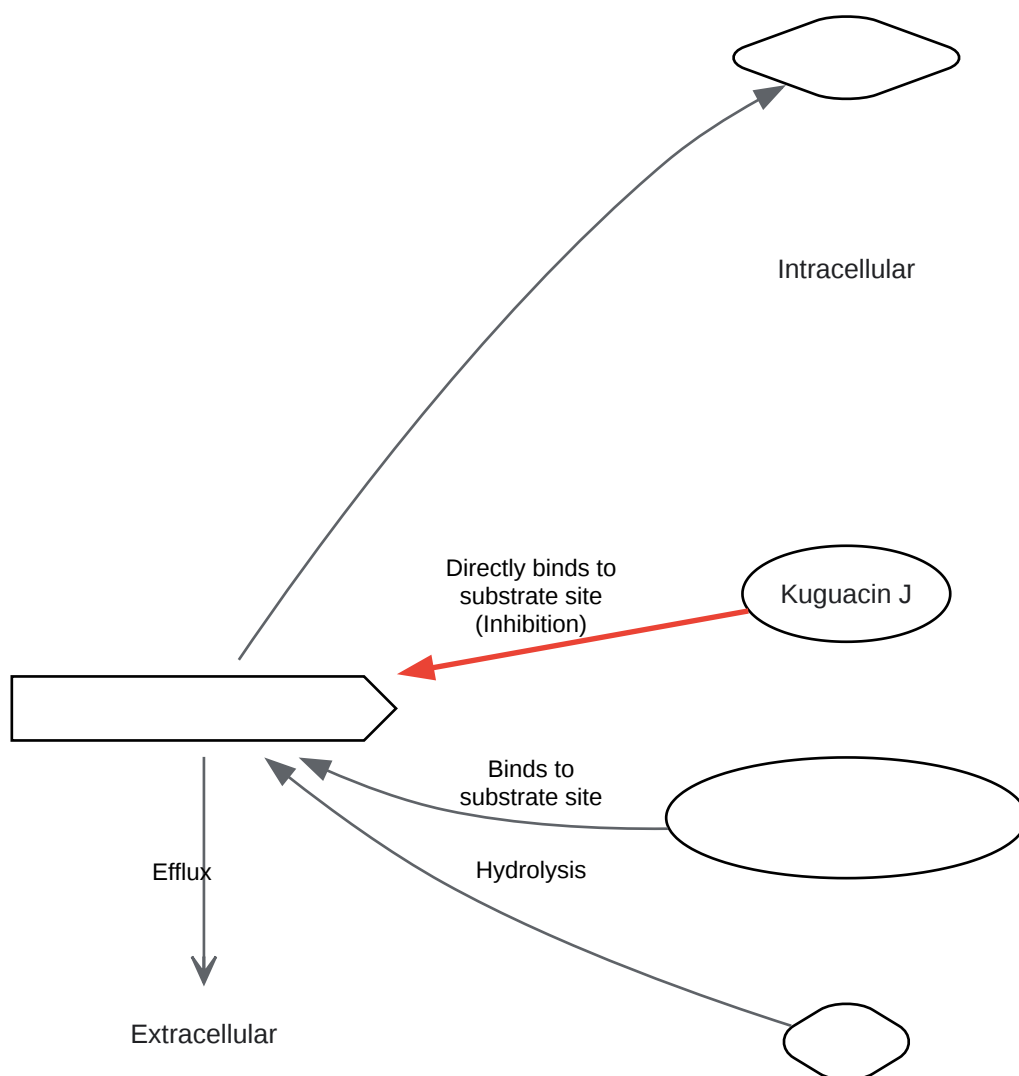 Intracellular
Directly binds to
substrate site
(Inhibition)
Kuguacin J
Binds to
substrate site
Efflux
Hydrolysis
Extracellular